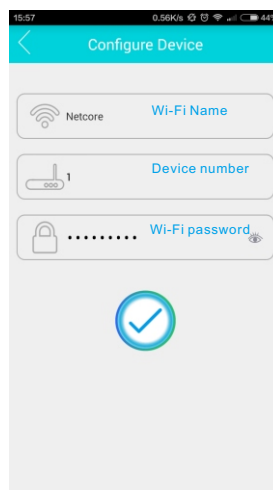 15:57 0.56K/s 44%
Configure Device
Netcore Wi-Fi Name
1 Device number
••••••••• Wi-Fi password